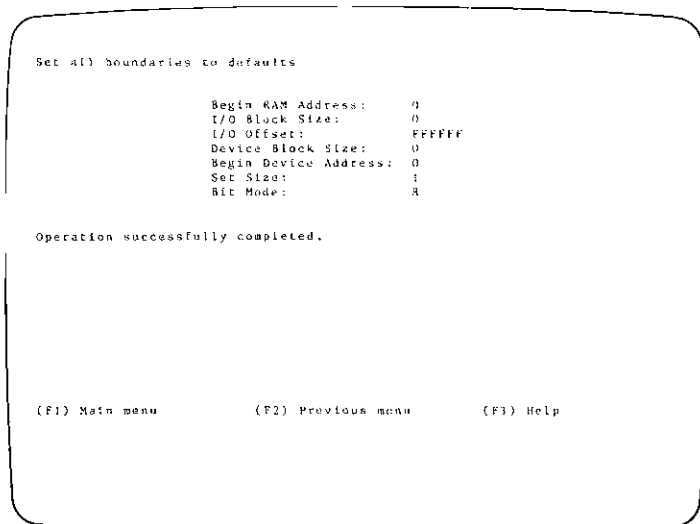 Set all boundaries to defaults
Begin RAM Address: 0
I/O Block Size: 0
I/O Offset: FFFFFF
Device Block Size: 0
Begin Device Address: 0
Set Size: 1
Bit Mode: 8
Operation successfully completed.
(F1) Main menu (F2) Previous menu (F3) Help